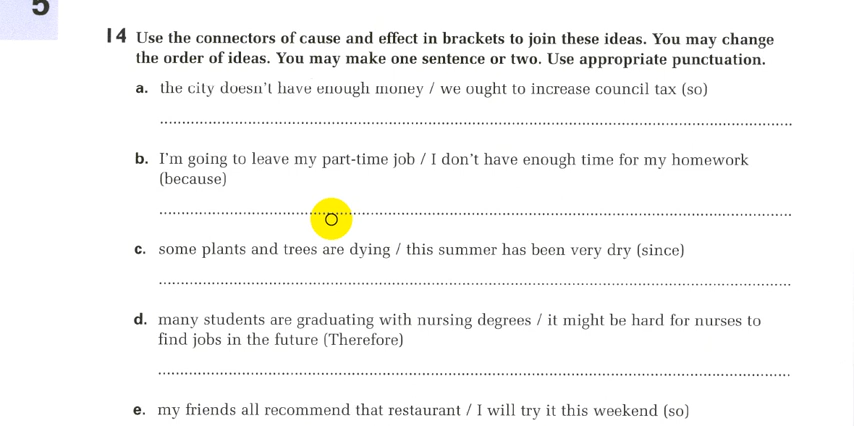 5
14 Use the connectors of cause and effect in brackets to join these ideas. You may change
the order of ideas. You may make one sentence or two. Use appropriate punctuation.
a. the city doesn't have enough money / we ought to increase council tax (so)
b. I'm going to leave my part-time job / I don't have enough time for my homework
(because)
c. some plants and trees are dying / this summer has been very dry (since)
d. many students are graduating with nursing degrees / it might be hard for nurses to
find jobs in the future (Therefore)
e. my friends all recommend that restaurant / I will try it this weekend (so)